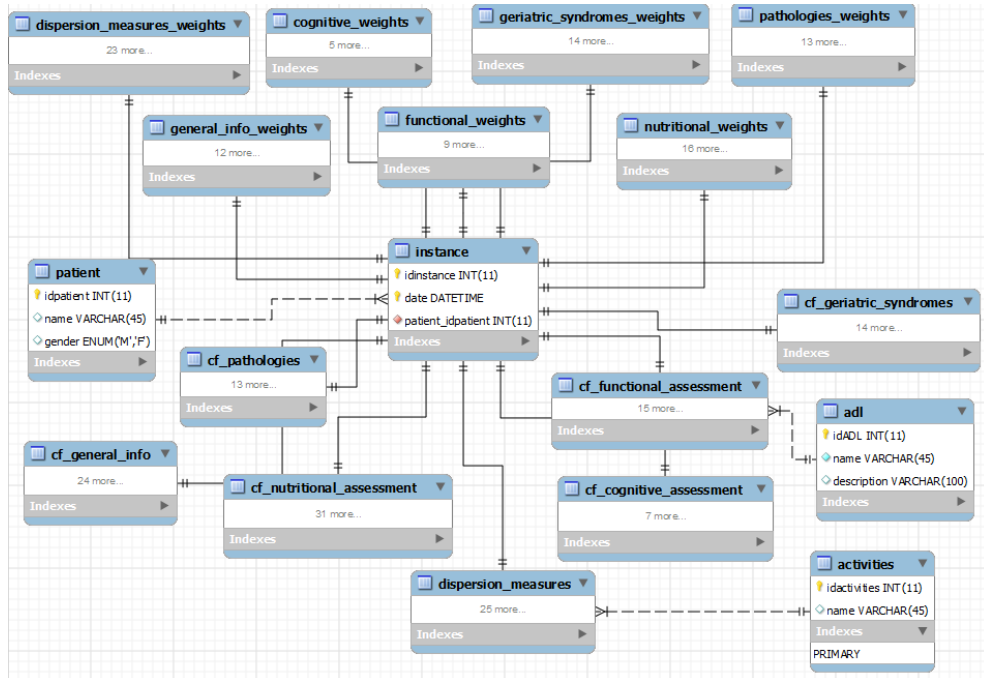 dispersion_measures_weights
23 more...
Indexes
cognitive_weights
5 more...
Indexes
geriatric_syndromes_weights
14 more...
Indexes
pathologies_weights
13 more...
Indexes
general_info_weights
12 more...
Indexes
functional_weights
9 more...
Indexes
nutritional_weights
16 more...
Indexes
patient
idpatient INT(11)
name VARCHAR(45)
gender ENUM('M','F')
Indexes
instance
idinstance INT(11)
date DATETIME
patient_idpatient INT(11)
Indexes
cf_geriatric_syndromes
14 more...
Indexes
cf_pathologies
13 more...
Indexes
cf_functional_assessment
15 more...
Indexes
adl
idADL INT(11)
name VARCHAR(45)
description VARCHAR(100)
Indexes
cf_general_info
24 more...
Indexes
cf_nutritional_assessment
31 more...
Indexes
cf_cognitive_assessment
7 more...
Indexes
dispersion_measures
25 more...
Indexes
activities
idactivities INT(11)
name VARCHAR(45)
Indexes
PRIMARY